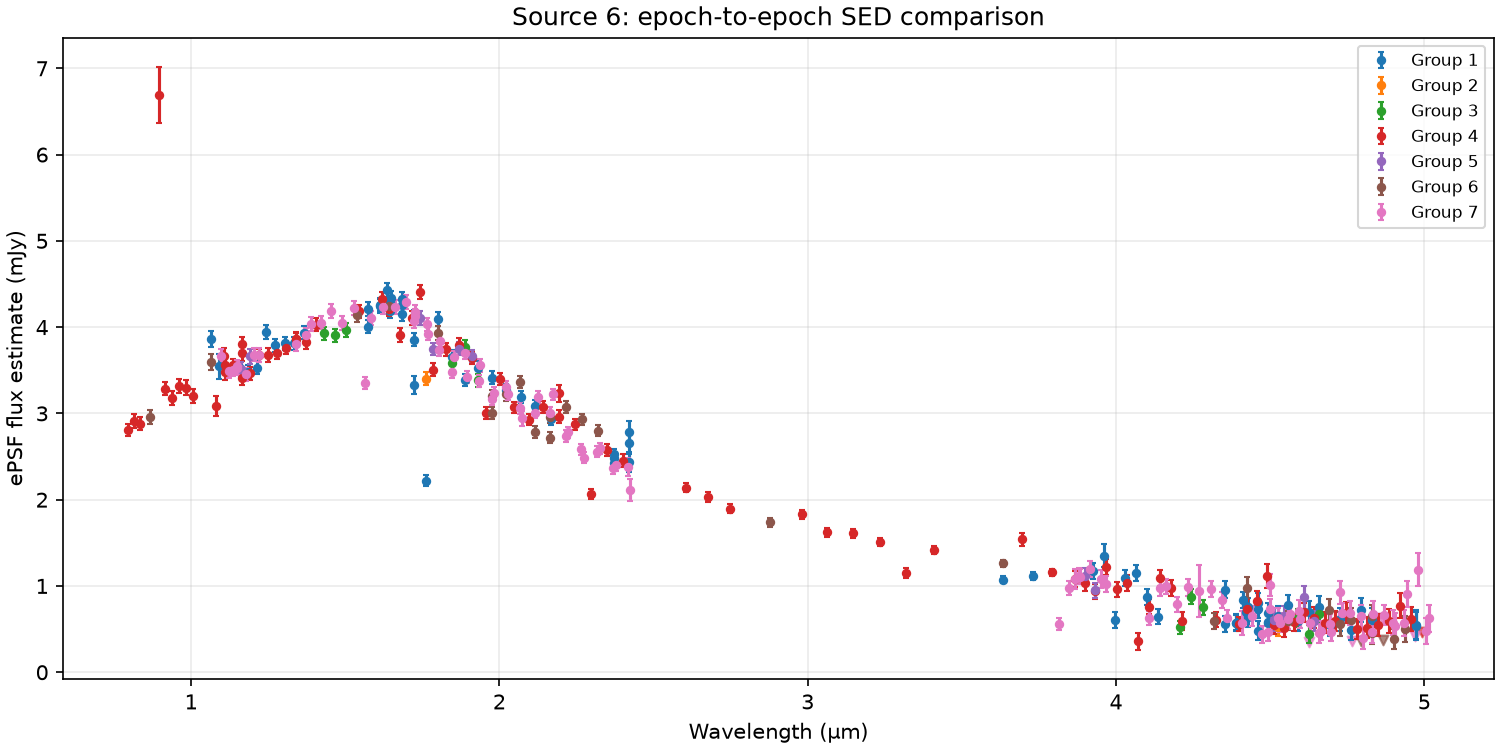 Source 6: epoch-to-epoch SED comparison
ePSF flux estimate (mJy)
7
6
5
4
3
2
1
0
Group 1
Group 2
Group 3
Group 4
Group 5
Group 6
Group 7
1 2 3 4 5
Wavelength (µm)